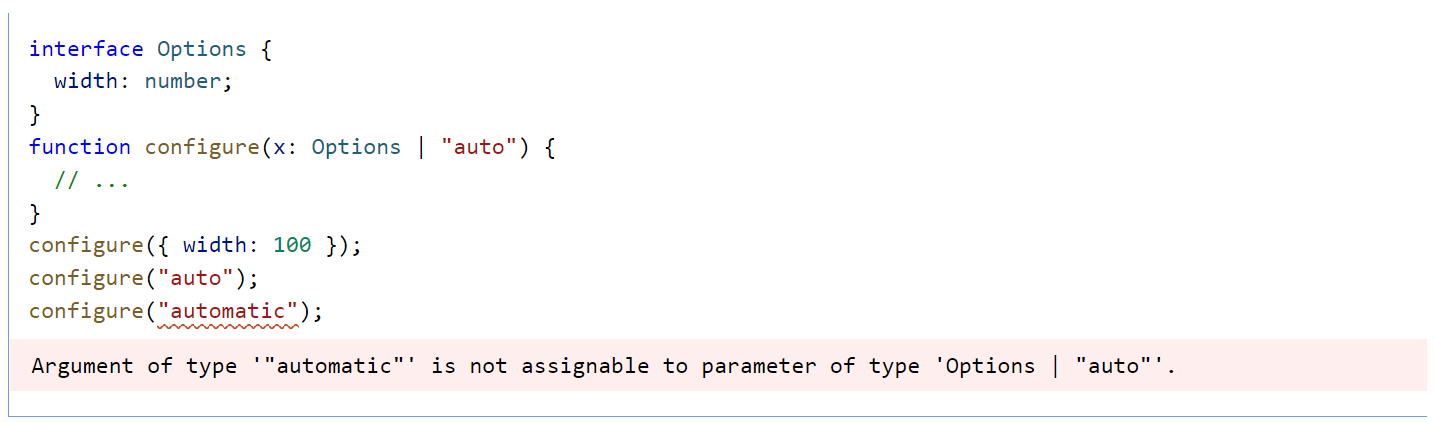 interface Options {
  width: number;
}
function configure(x: Options | "auto") {
  // ...
}
configure({ width: 100 });
configure("auto");
configure("automatic");
Argument of type '"automatic"' is not assignable to parameter of type 'Options | "auto"'.